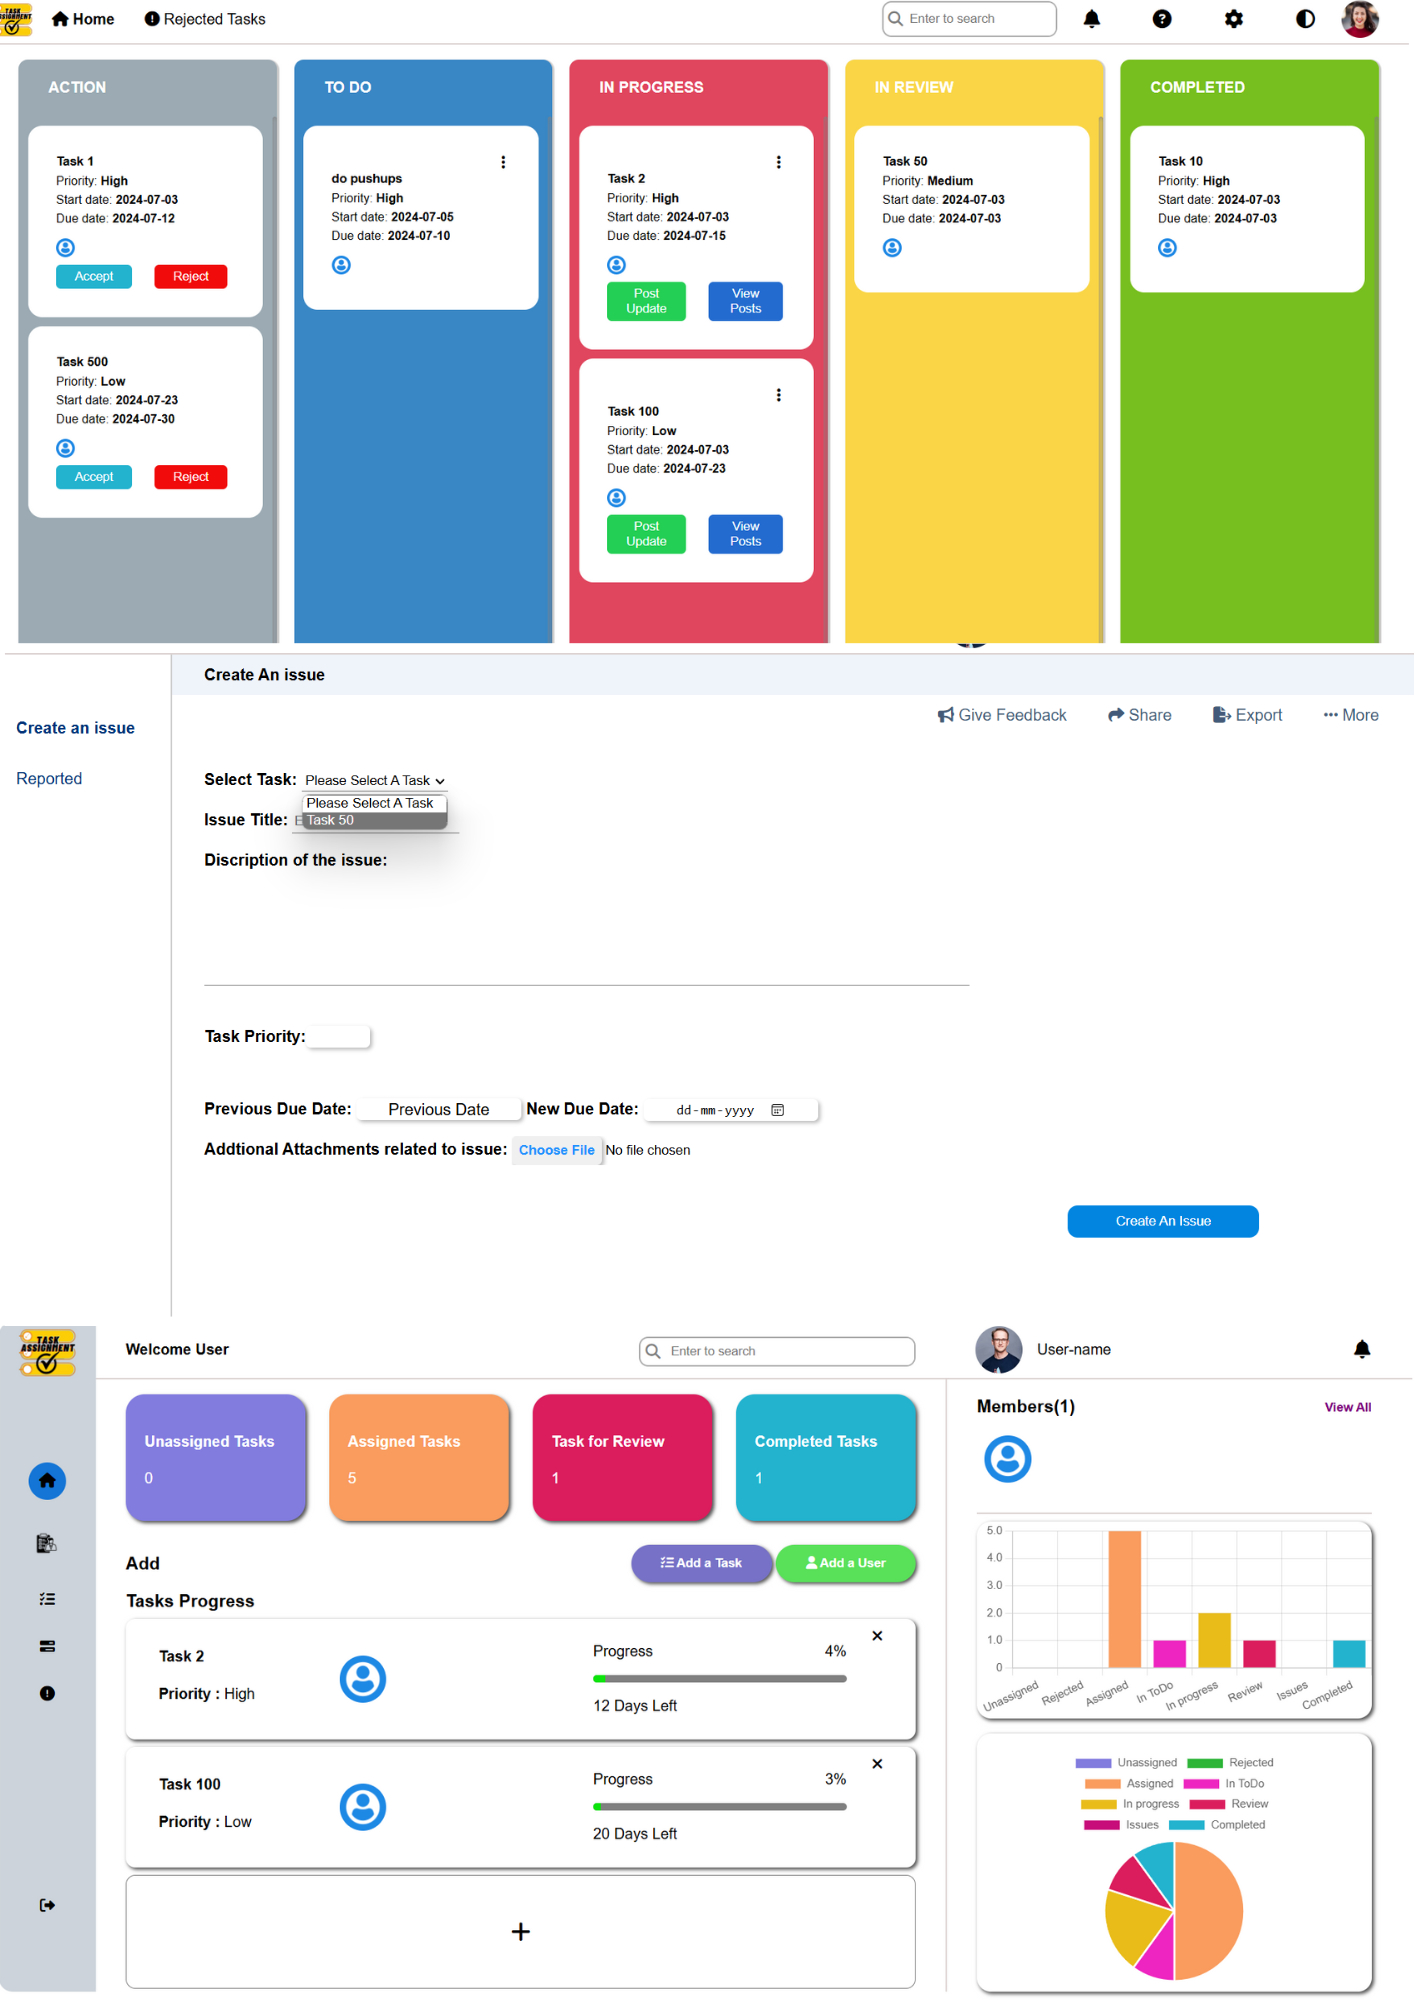 TASK
ASSIGNMENT
Home
Rejected Tasks
Enter to search
ACTION
Task 1
Priority: High
Start date: 2024-07-03
Due date: 2024-07-12
Accept
Reject
Task 500
Priority: Low
Start date: 2024-07-23
Due date: 2024-07-30
Accept
Reject
TO DO
do pushups
Priority: High
Start date: 2024-07-05
Due date: 2024-07-10
IN PROGRESS
Task 2
Priority: High
Start date: 2024-07-03
Due date: 2024-07-15
Post
Update
View
Posts
Task 100
Priority: Low
Start date: 2024-07-03
Due date: 2024-07-23
Post
Update
View
Posts
IN REVIEW
Task 50
Priority: Medium
Start date: 2024-07-03
Due date: 2024-07-03
COMPLETED
Task 10
Priority: High
Start date: 2024-07-03
Due date: 2024-07-03
Create An issue
Create an issue
Reported
Give Feedback
Share
Export
More
Select Task: Please Select A Task
Please Select A Task
Task 50
Issue Title: E
Discription of the issue:
Task Priority:
Previous Due Date: Previous Date New Due Date: dd-mm-yyyy
Addtional Attachments related to issue: Choose File No file chosen
Create An Issue
TASK
ASSIGNMENT
Welcome User
Enter to search
User-name
Unassigned Tasks
0
Assigned Tasks
5
Task for Review
1
Completed Tasks
1
Add
Add a Task
Add a User
Tasks Progress
Task 2
Priority : High
Progress 4%
12 Days Left
Task 100
Priority : Low
Progress 3%
20 Days Left
Members(1)
View All
5.0
4.0
3.0
2.0
1.0
0
Unassigned
Rejected
Assigned
In ToDo
In progress
Review
Issues
Completed
Unassigned Rejected
Assigned In ToDo
In progress Review
Issues Completed